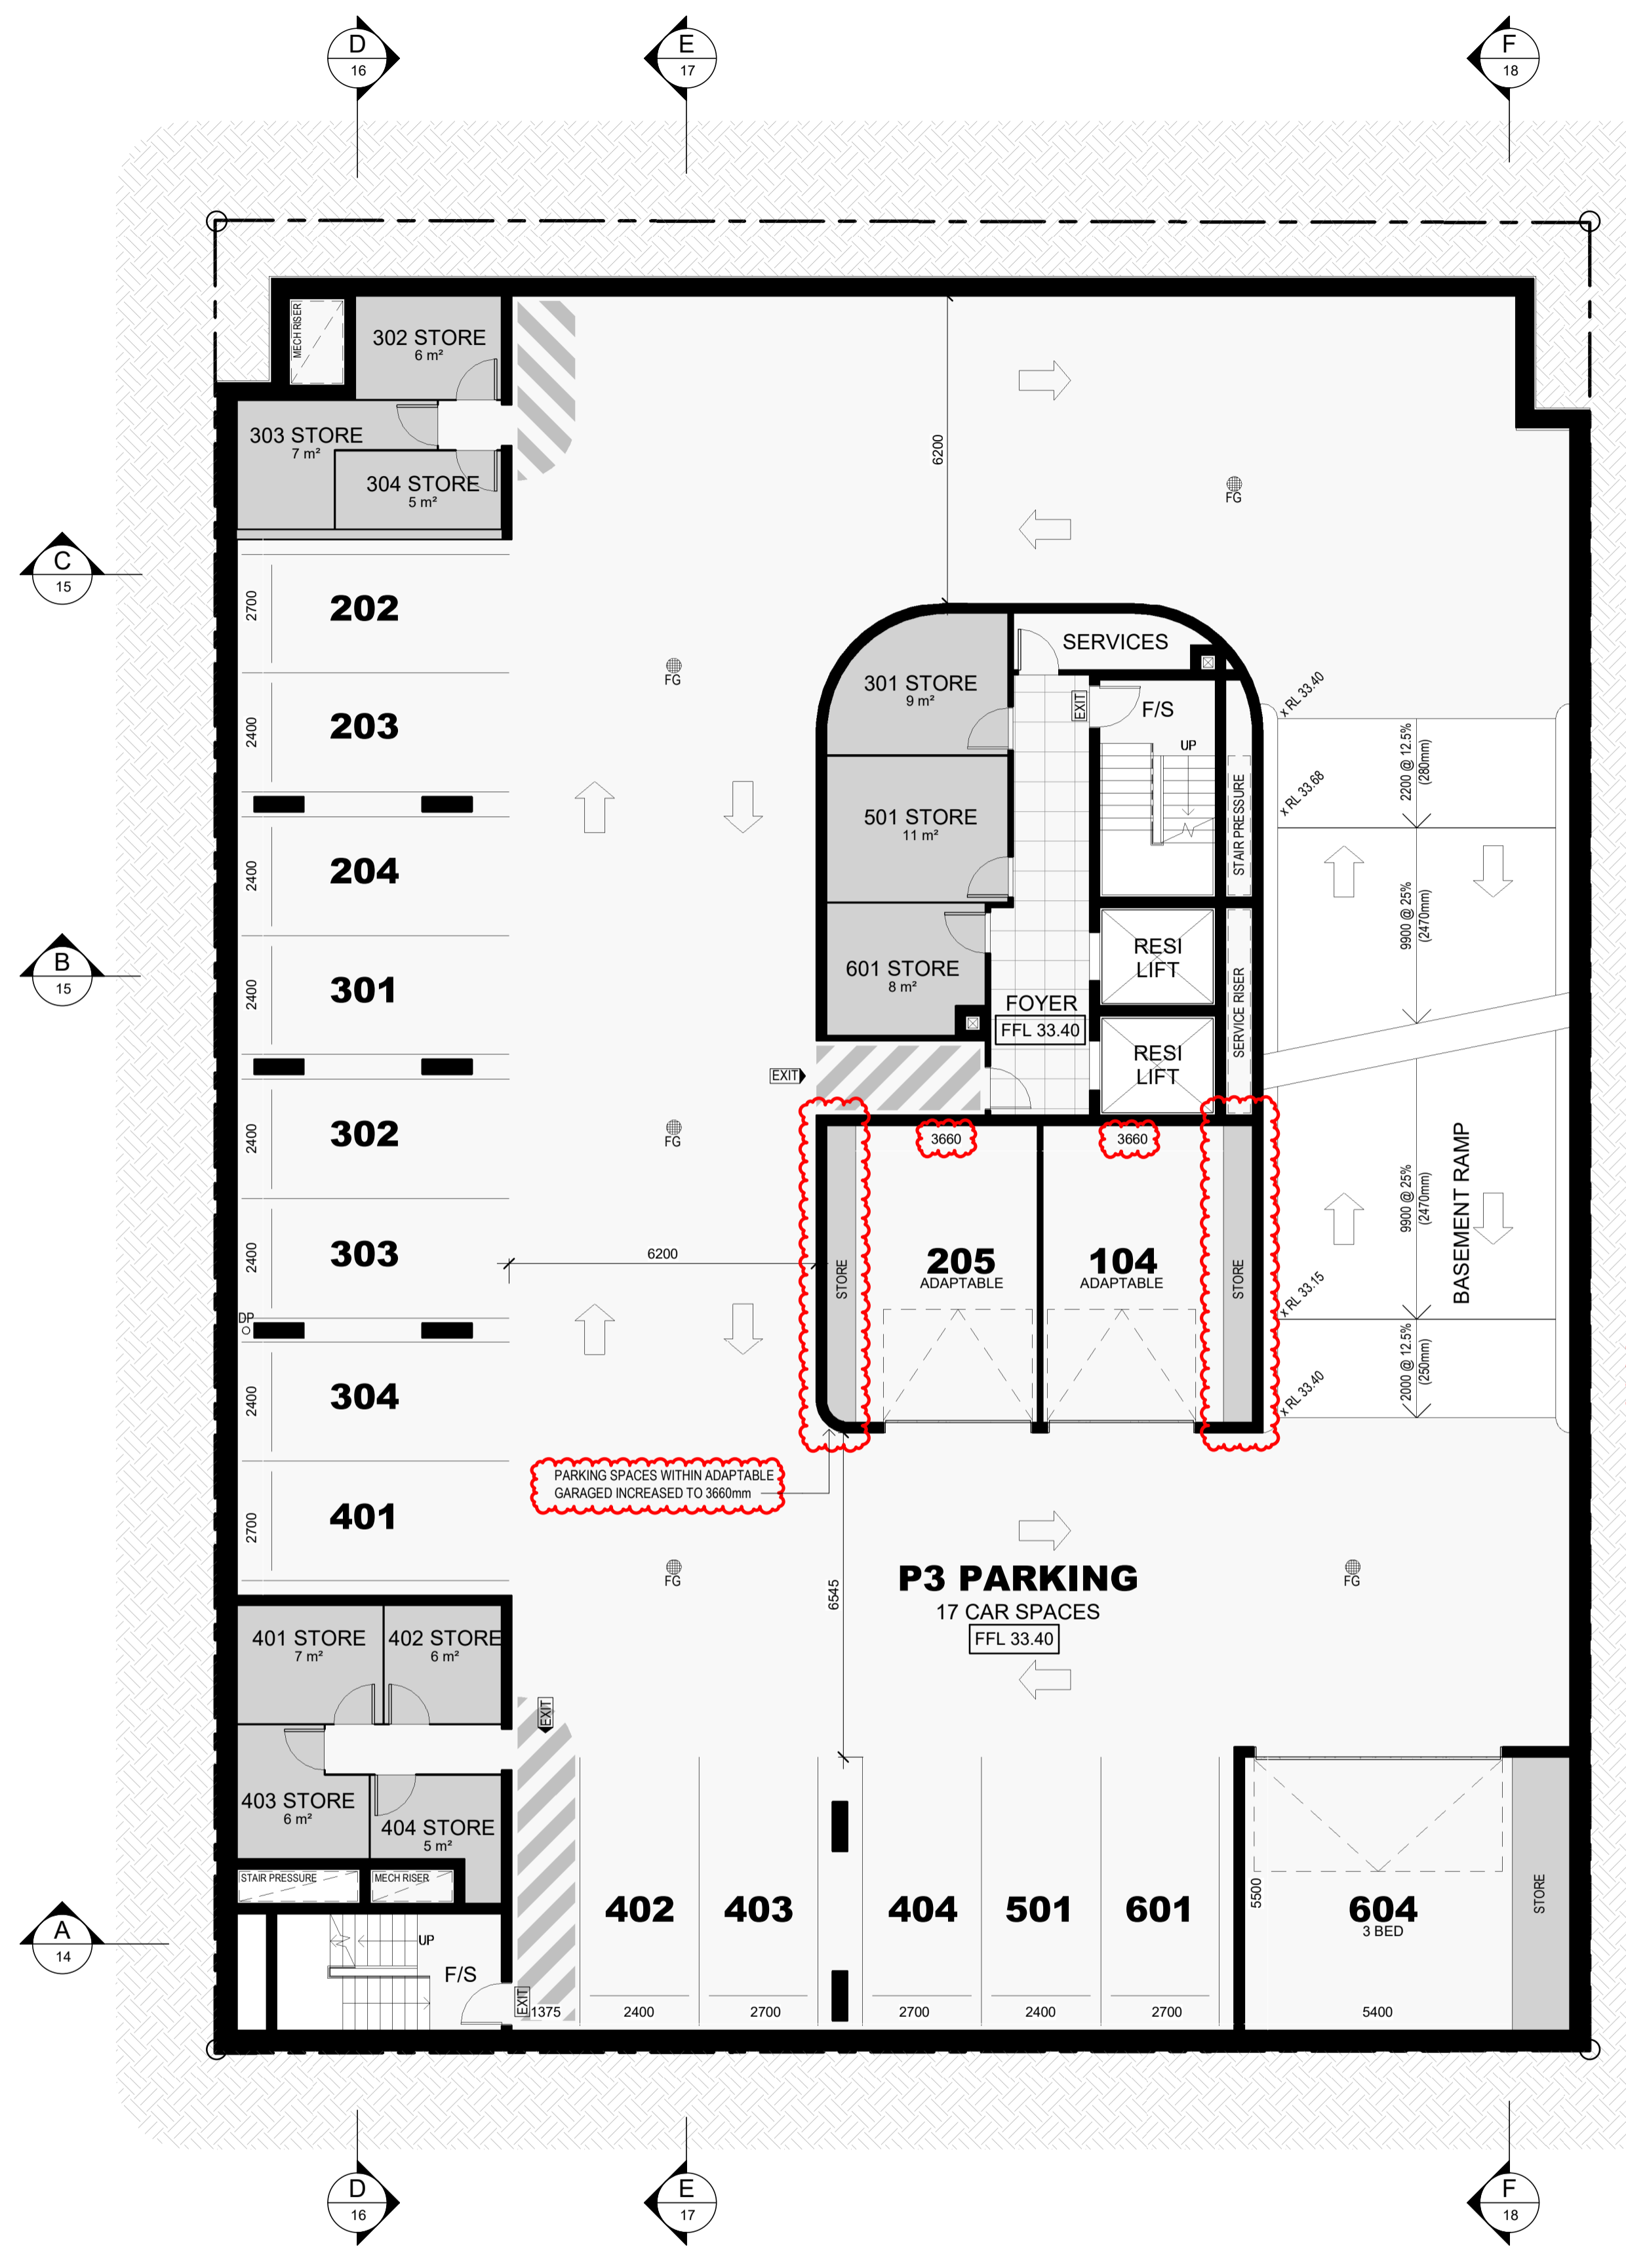 D
16
E
17
F
18
MECH RISER
302 STORE
6 m²
303 STORE
7 m²
304 STORE
5 m²
6200
FG
C
15
2700
202
FG
2400
203
SERVICES
301 STORE
9 m²
EXIT
F/S
UP
x RL 33.40
2200 @ 12.5%
(280mm)
x RL 33.68
STAIR PRESSURE
501 STORE
11 m²
2400
204
B
15
2400
301
601 STORE
8 m²
FOYER
FFL 33.40
RESI
LIFT
RESI
LIFT
SERVICE RISER
9900 @ 25%
(2470mm)
EXIT
2400
302
FG
3660
3660
2400
303
6200
STORE
205
ADAPTABLE
104
ADAPTABLE
STORE
9900 @ 25%
(2470mm)
BASEMENT RAMP
x RL 33.15
DP
2000 @ 12.5%
(250mm)
x RL 33.40
2400
304
PARKING SPACES WITHIN ADAPTABLE
GARAGED INCREASED TO 3660mm
2700
401
FG
6545
P3 PARKING
17 CAR SPACES
FFL 33.40
FG
401 STORE
7 m²
402 STORE
6 m²
EXIT
403 STORE
6 m²
404 STORE
5 m²
STAIR PRESSURE
MECH RISER
A
14
UP
F/S
EXIT
1375
402
2400
403
2700
404
2700
501
2400
601
2700
5500
604
3 BED
5400
STORE
D
16
E
17
F
18